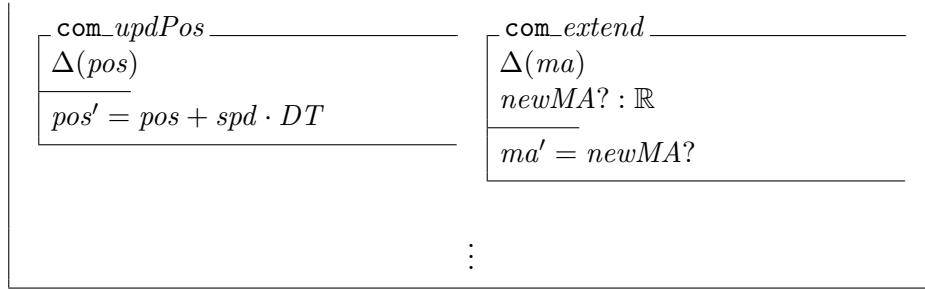 com_updPos
Δ(pos)
pos′ = pos + spd · DT
com_extend
Δ(ma)
newMA? : ℝ
ma′ = newMA?
⋮